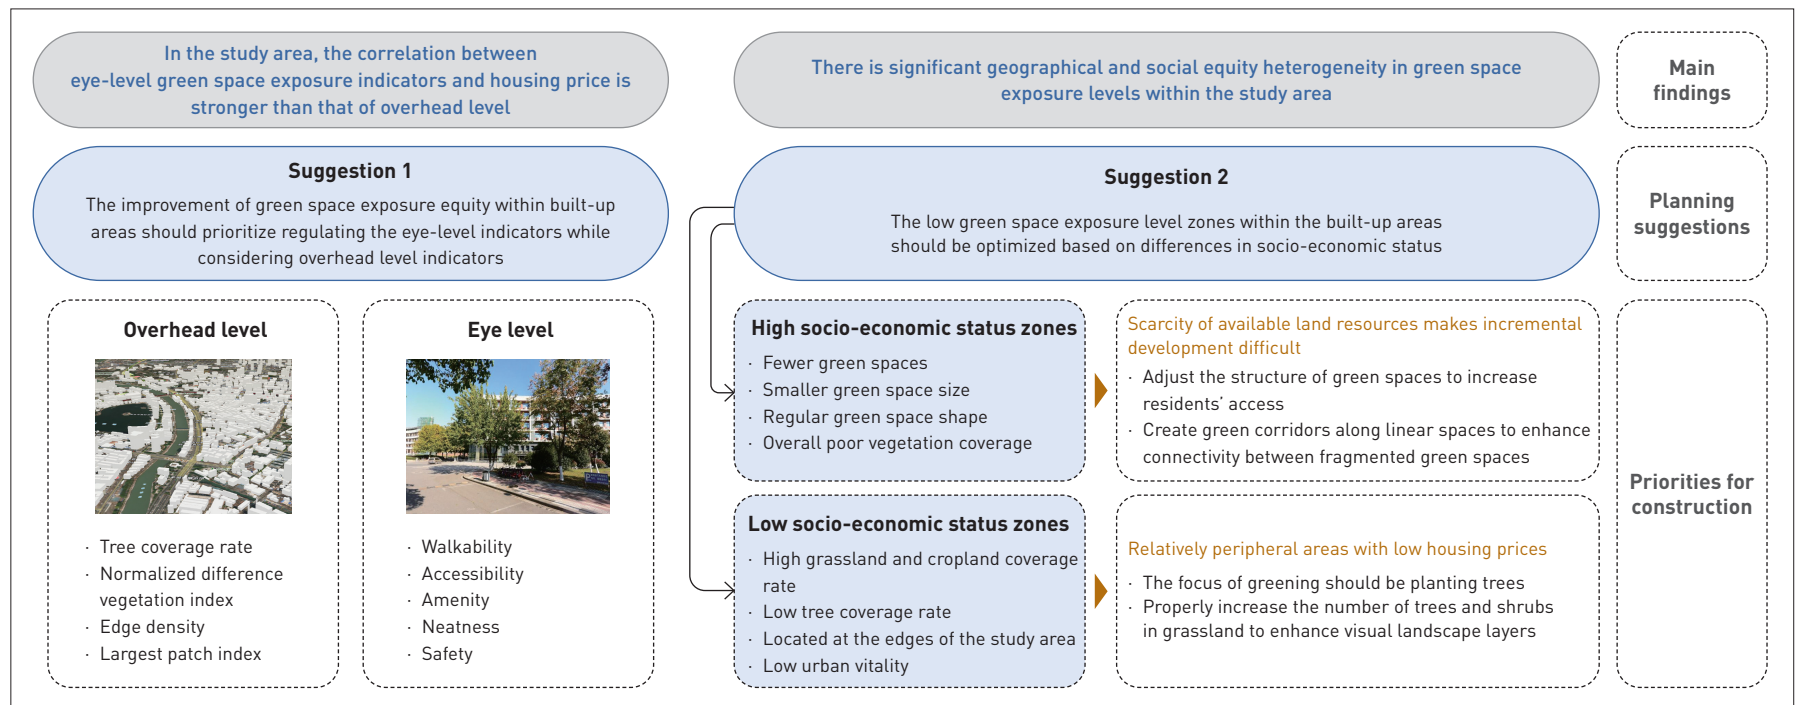 In the study area, the correlation between
eye-level green space exposure indicators and housing price is
stronger than that of overhead level
There is significant geographical and social equity heterogeneity in green space
exposure levels within the study area
Main
findings
Suggestion 1
The improvement of green space exposure equity within built-up
areas should prioritize regulating the eye-level indicators while
considering overhead level indicators
Suggestion 2
The low green space exposure level zones within the built-up areas
should be optimized based on differences in socio-economic status
Planning
suggestions
Overhead level
· Tree coverage rate
· Normalized difference
vegetation index
· Edge density
· Largest patch index
Eye level
· Walkability
· Accessibility
· Amenity
· Neatness
· Safety
High socio-economic status zones
· Fewer green spaces
· Smaller green space size
· Regular green space shape
· Overall poor vegetation coverage
Scarcity of available land resources makes incremental
development difficult
· Adjust the structure of green spaces to increase
residents’ access
· Create green corridors along linear spaces to enhance
connectivity between fragmented green spaces
Low socio-economic status zones
· High grassland and cropland coverage
rate
· Low tree coverage rate
· Located at the edges of the study area
· Low urban vitality
Relatively peripheral areas with low housing prices
· The focus of greening should be planting trees
· Properly increase the number of trees and shrubs
in grassland to enhance visual landscape layers
Priorities for
construction